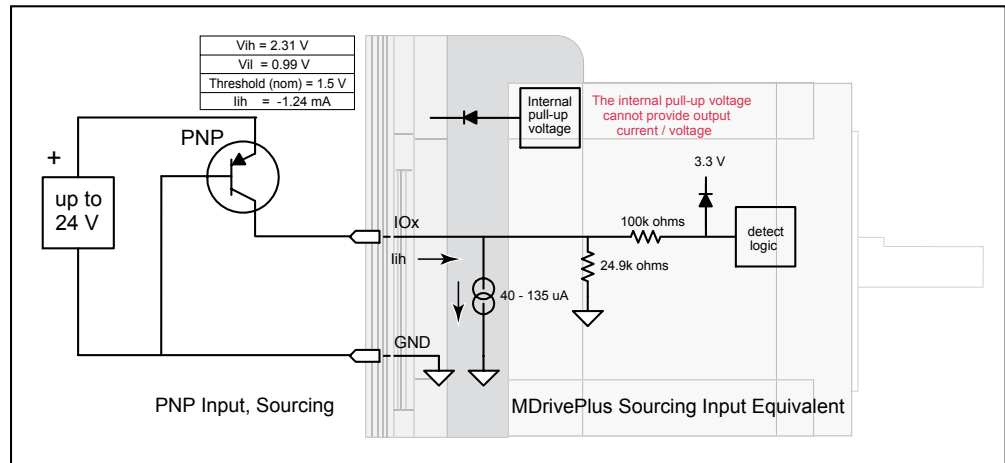 Vih = 2.31 V
Vil = 0.99 V
Threshold (nom) = 1.5 V
Iih = -1.24 mA
PNP
+
up to
24 V
Internal
pull-up
voltage
The internal pull-up voltage
cannot provide output
current / voltage
3.3 V
IOx
100k ohms
detect
logic
Iih
24.9k ohms
40 - 135 uA
GND
PNP Input, Sourcing
MDrivePlus Sourcing Input Equivalent